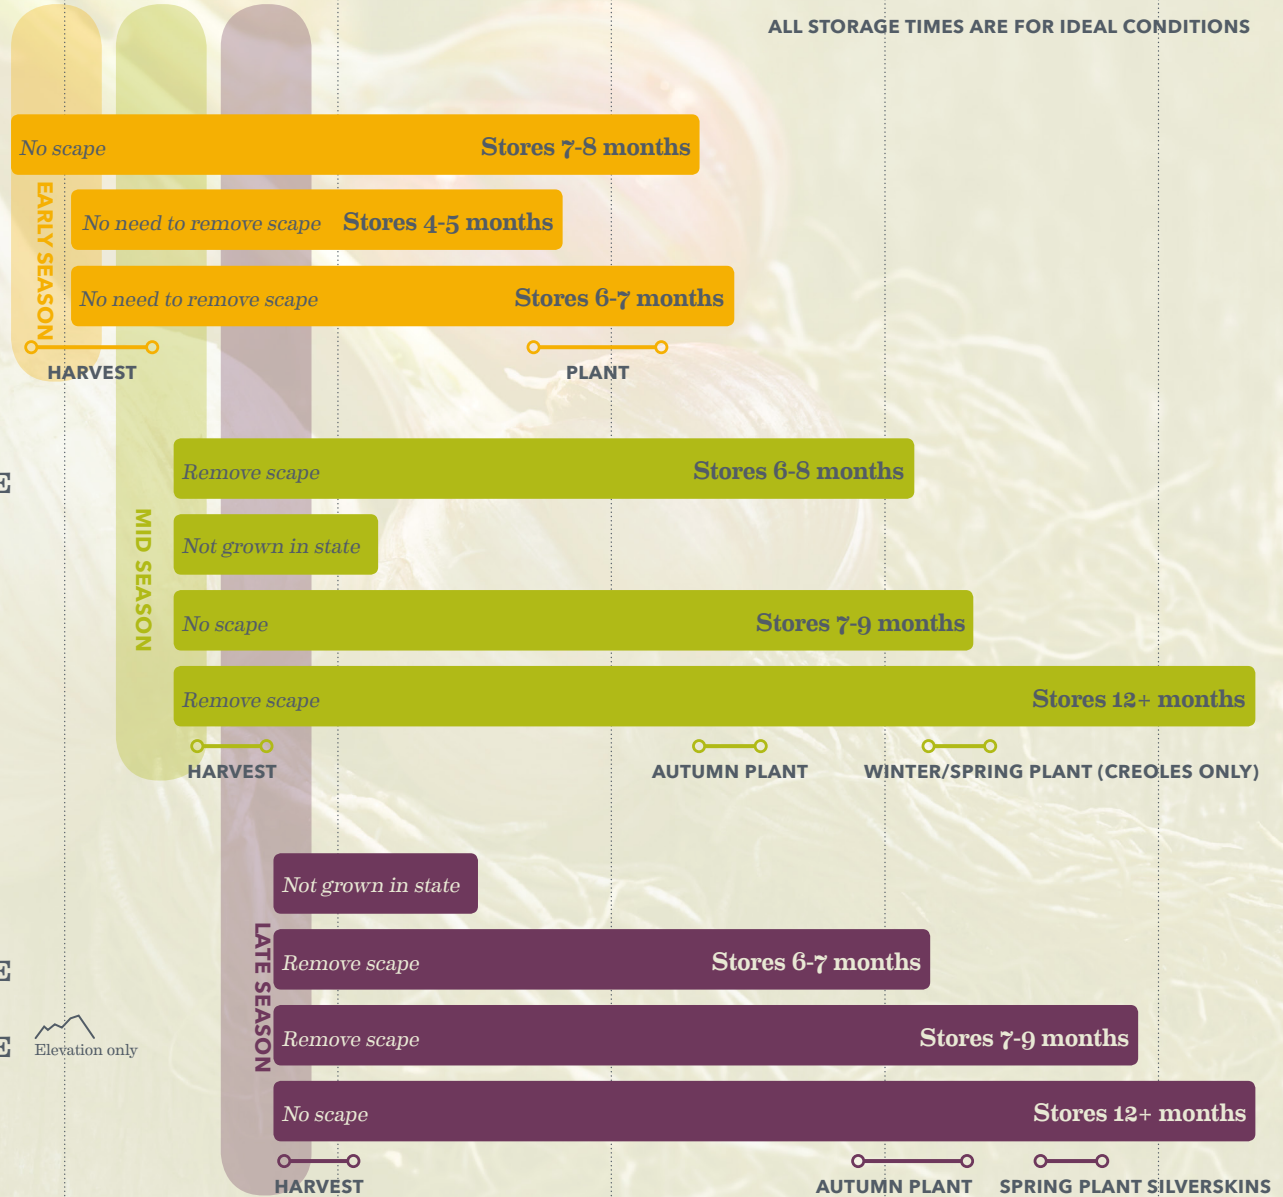 ALL STORAGE TIMES ARE FOR IDEAL CONDITIONS
No scape Stores 7-8 months
EARLY SEASON
No need to remove scape Stores 4-5 months
No need to remove scape Stores 6-7 months
HARVEST PLANT
E Remove scape Stores 6-8 months
MID SEASON
Not grown in state
No scape Stores 7-9 months
Remove scape Stores 12+ months
HARVEST AUTUMN PLANT WINTER/SPRING PLANT (CREOLES ONLY)
Not grown in state
LATE SEASON
E Remove scape Stores 6-7 months
E Elevation only Remove scape Stores 7-9 months
No scape Stores 12+ months
HARVEST AUTUMN PLANT SPRING PLANT SILVERSKINS